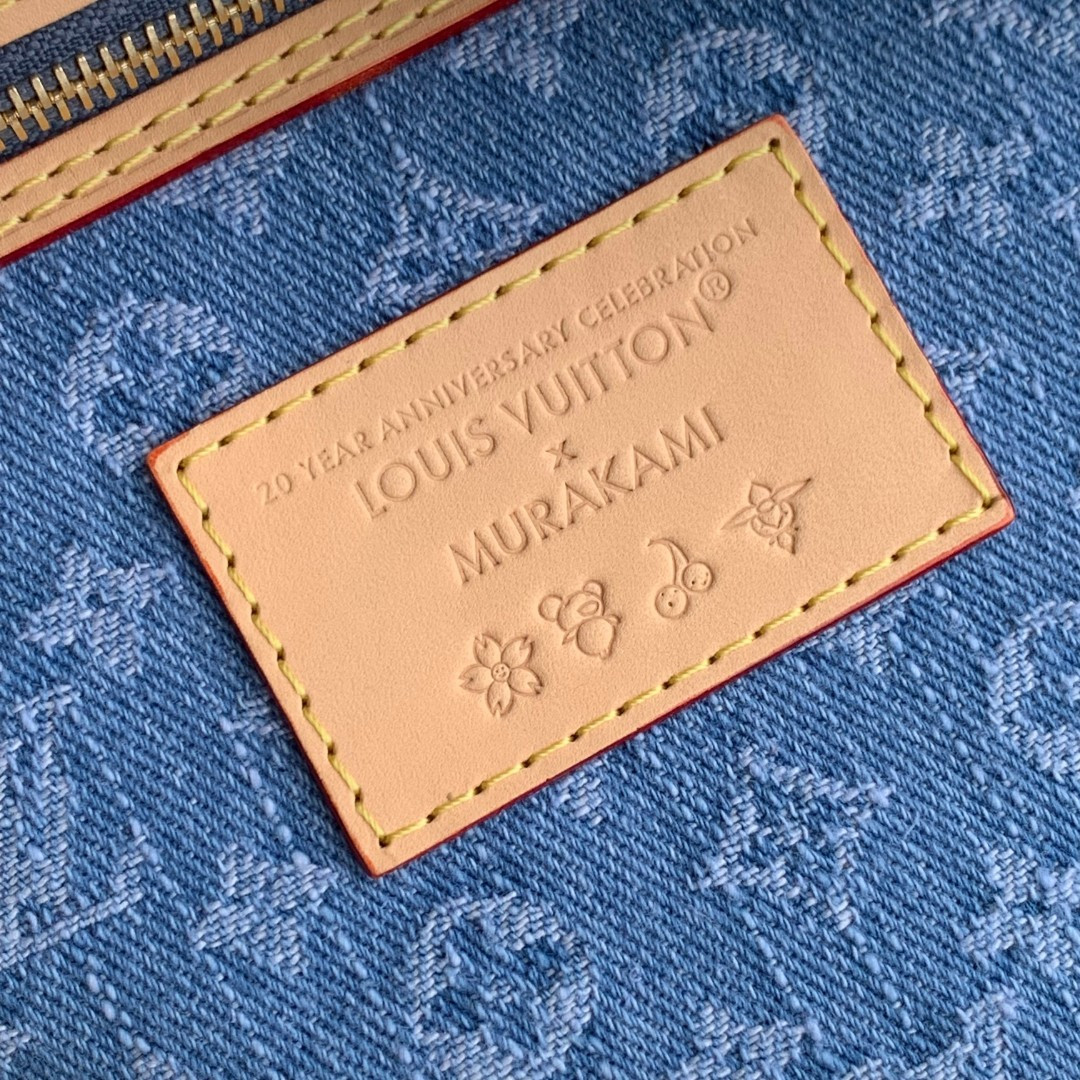 20 YEAR ANNIVERSARY CELEBRATION
LOUIS VUITTON®
x
MURAKAMI